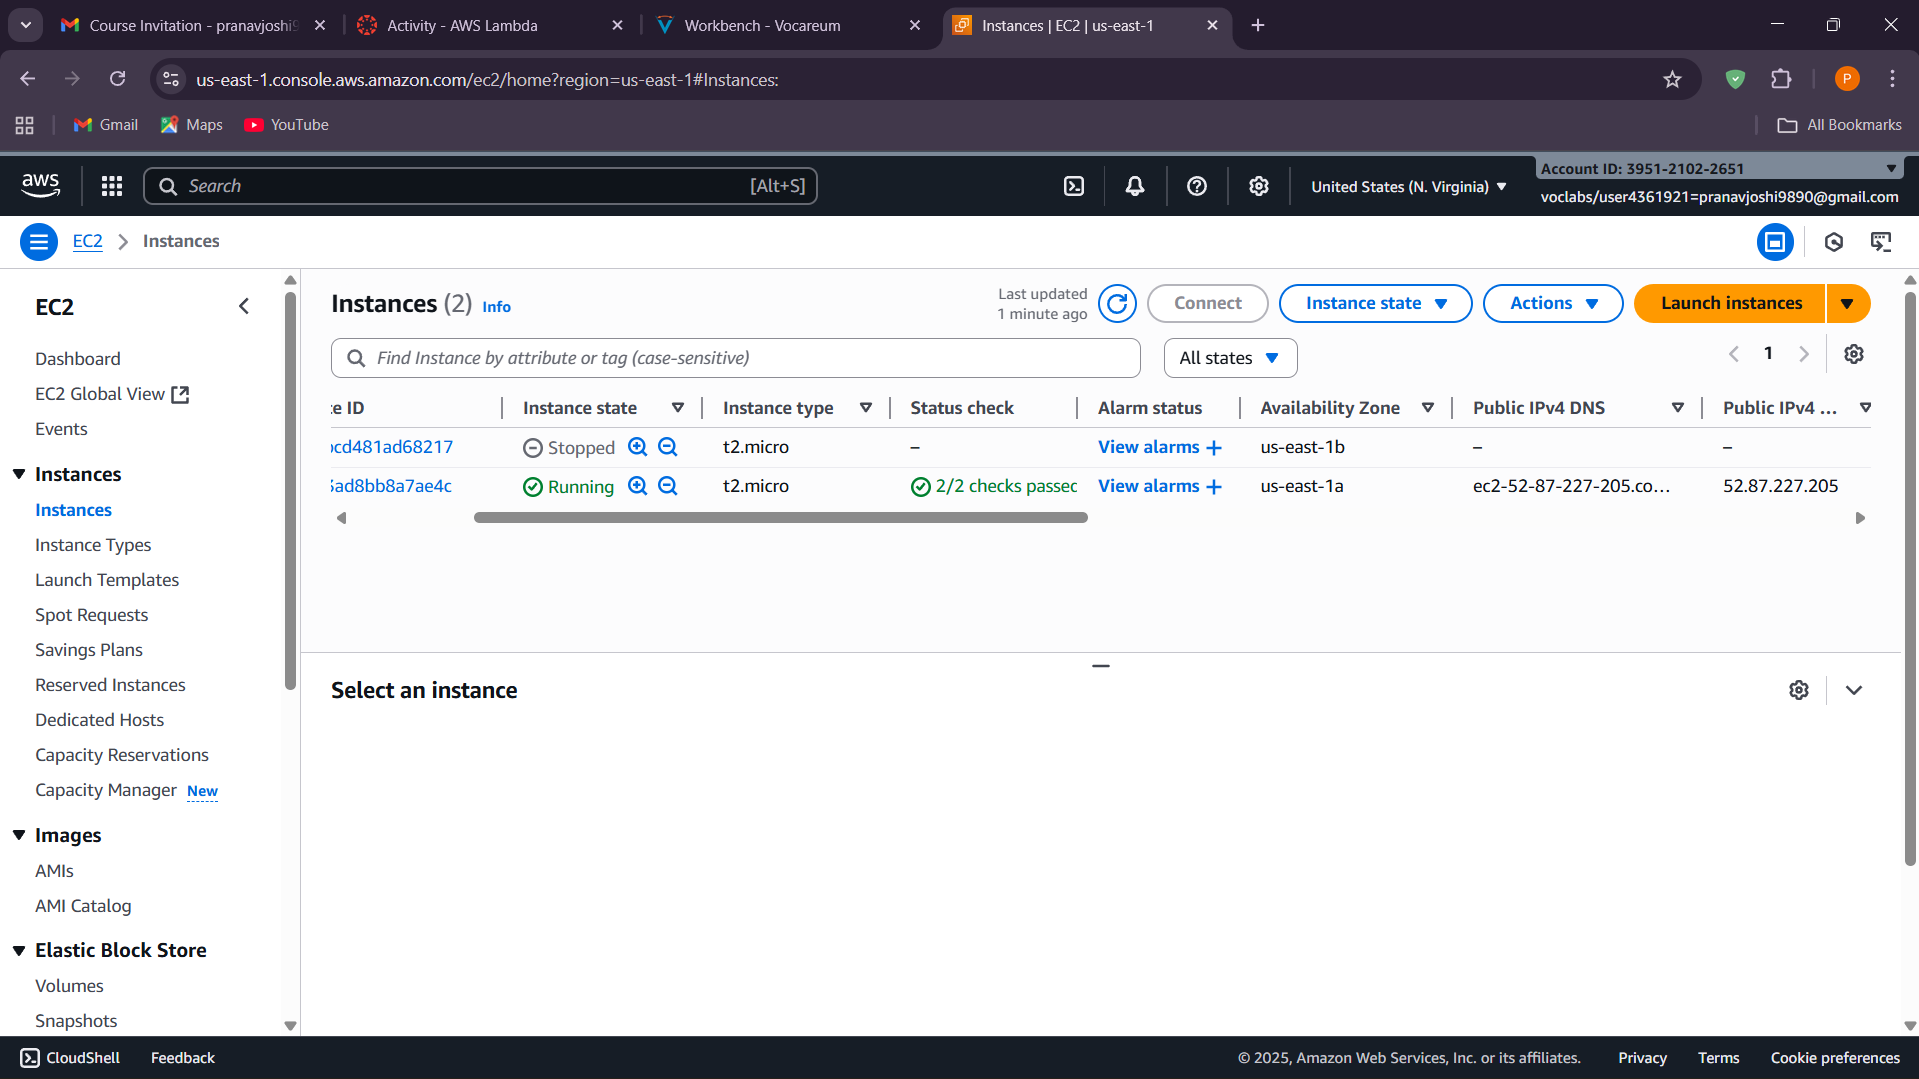 Course Invitation - pranavjoshi9
Activity - AWS Lambda
Workbench - Vocareum
Instances | EC2 | us-east-1
us-east-1.console.aws.amazon.com/ec2/home?region=us-east-1#Instances:
P
Gmail
Maps
YouTube
All Bookmarks
aws
Search
[Alt+S]
United States (N. Virginia)
Account ID: 3951-2102-2651
voclabs/user4361921=pranavjoshi9890@gmail.com
EC2
Instances
EC2
Dashboard
EC2 Global View
Events
Instances
Instances
Instance Types
Launch Templates
Spot Requests
Savings Plans
Reserved Instances
Dedicated Hosts
Capacity Reservations
Capacity Manager New
Images
AMIs
AMI Catalog
Elastic Block Store
Volumes
Snapshots
Instances (2) Info
Last updated
1 minute ago
Connect
Instance state
Actions
Launch instances
Find Instance by attribute or tag (case-sensitive)
All states
1
e ID Instance state Instance type Status check Alarm status Availability Zone Public IPv4 DNS Public IPv4 ...
cd481ad68217 Stopped t2.micro – View alarms + us-east-1b – –
ad8bb8a7ae4c Running t2.micro 2/2 checks passed View alarms + us-east-1a ec2-52-87-227-205.co... 52.87.227.205
Select an instance
CloudShell
Feedback
© 2025, Amazon Web Services, Inc. or its affiliates.
Privacy
Terms
Cookie preferences